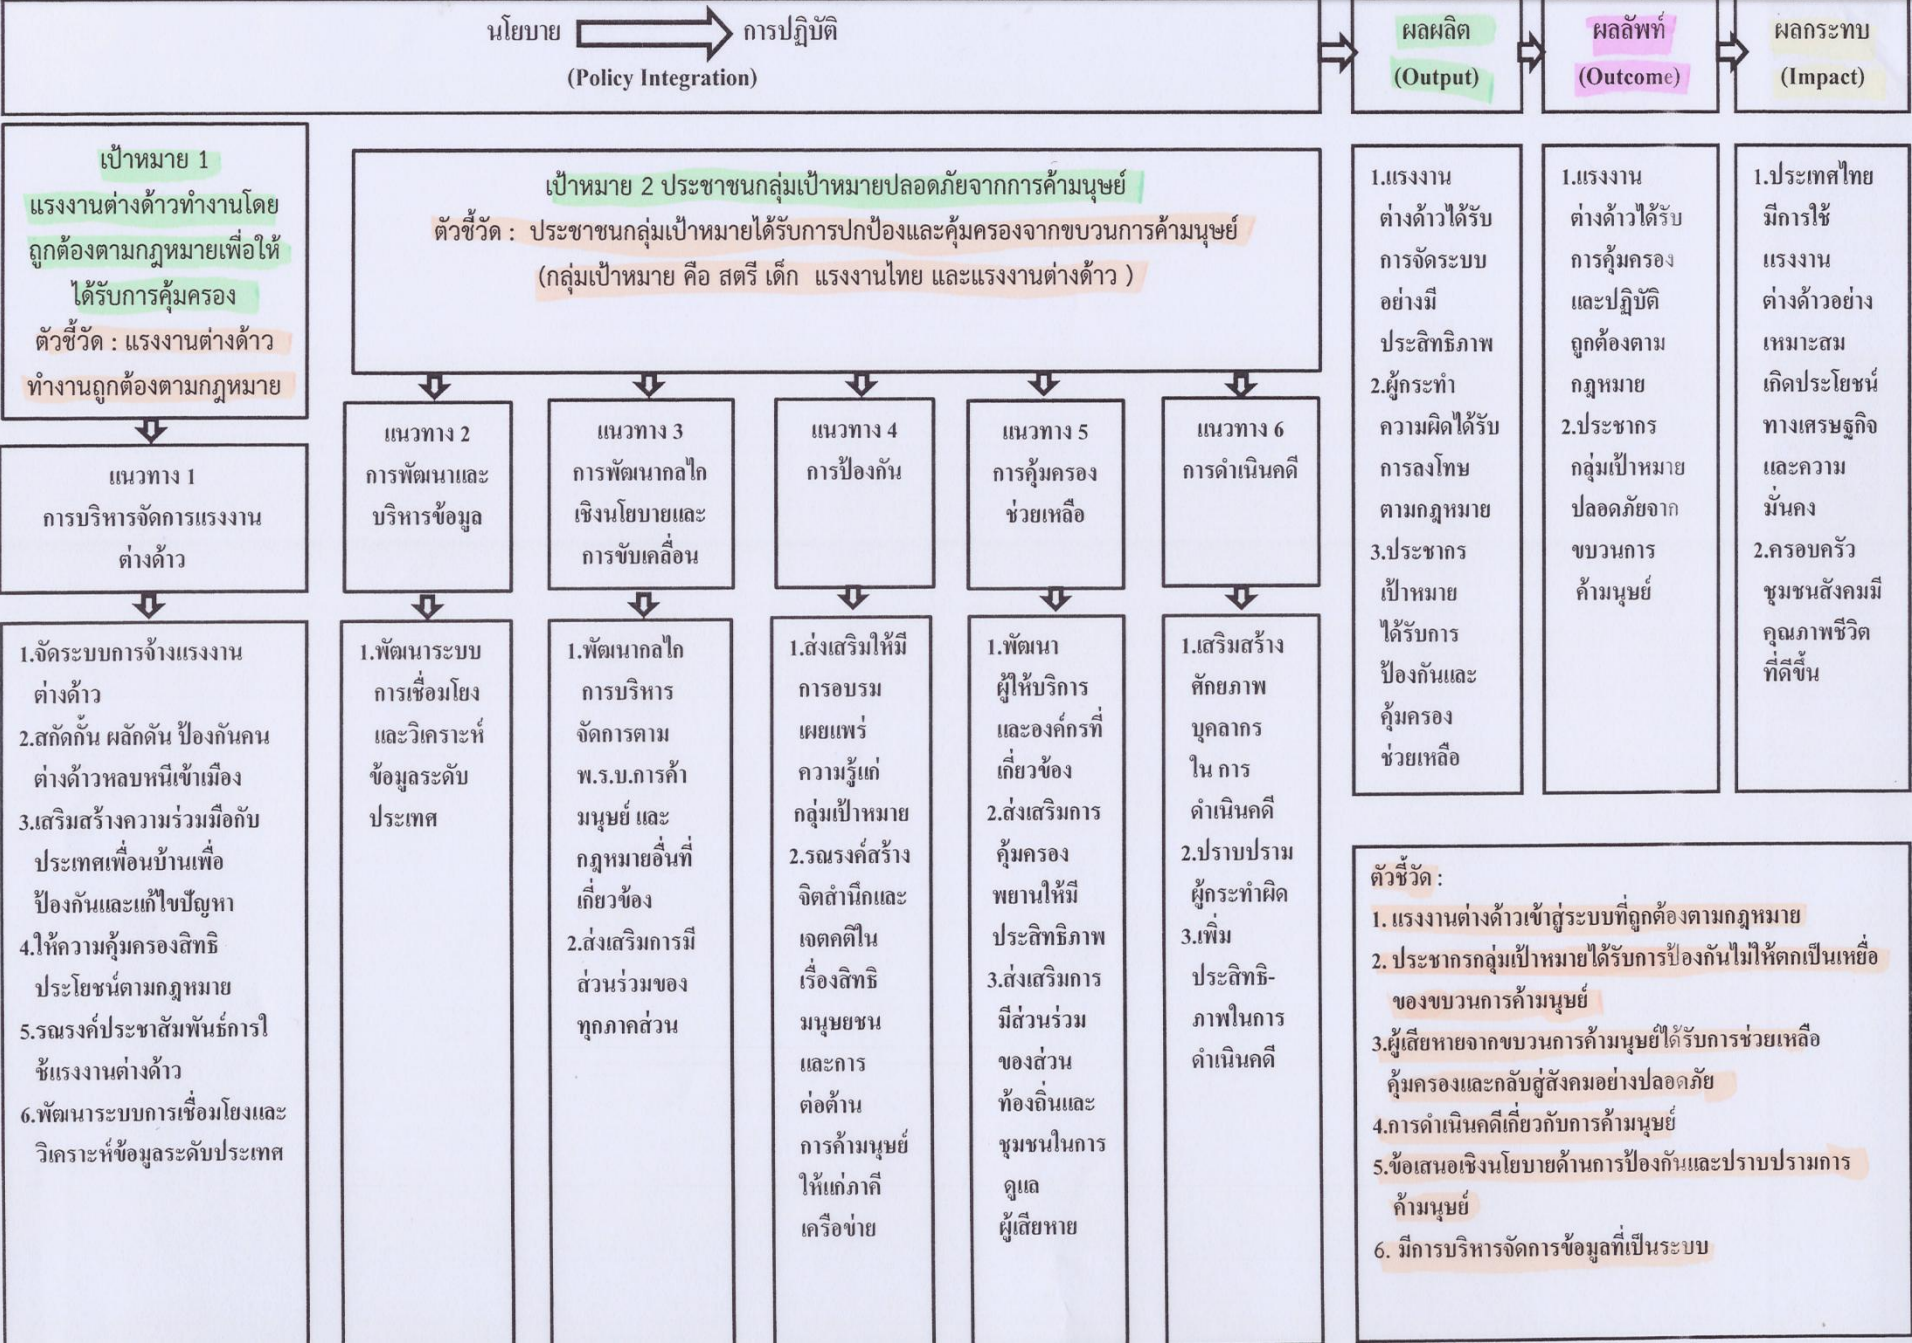 นโยบาย การปฏิบัติ
(Policy Integration)
ผลผลิต
(Output)
ผลลัพท์
(Outcome)
ผลกระทบ
(Impact)
เป้าหมาย 1
แรงงานต่างด้าวทำงานโดย
ถูกต้องตามกฎหมายเพื่อให้
ได้รับการคุ้มครอง
ตัวชี้วัด : แรงงานต่างด้าว
ทำงานถูกต้องตามกฎหมาย
เป้าหมาย 2 ประชาชนกลุ่มเป้าหมายปลอดภัยจากการค้ามนุษย์
ตัวชี้วัด : ประชาชนกลุ่มเป้าหมายได้รับการปกป้องและคุ้มครองจากขบวนการค้ามนุษย์
(กลุ่มเป้าหมาย คือ สตรี เด็ก แรงงานไทย และแรงงานต่างด้าว )
แนวทาง 1
การบริหารจัดการแรงงาน
ต่างด้าว
แนวทาง 2
การพัฒนาและ
บริหารข้อมูล
แนวทาง 3
การพัฒนากลไก
เชิงนโยบายและ
การขับเคลื่อน
แนวทาง 4
การป้องกัน
แนวทาง 5
การคุ้มครอง
ช่วยเหลือ
แนวทาง 6
การดำเนินคดี
1.จัดระบบการจ้างแรงงาน
ต่างด้าว
2.สกัดกั้น ผลักดัน ป้องกันคน
ต่างด้าวหลบหนีเข้าเมือง
3.เสริมสร้างความร่วมมือกับ
ประเทศเพื่อนบ้านเพื่อ
ป้องกันและแก้ไขปัญหา
4.ให้ความคุ้มครองสิทธิ
ประโยชน์ตามกฎหมาย
5.รณรงค์ประชาสัมพันธ์การใ
ช้แรงงานต่างด้าว
6.พัฒนาระบบการเชื่อมโยงและ
วิเคราะห์ข้อมูลระดับประเทศ
1.พัฒนาระบบ
การเชื่อมโยง
และวิเคราะห์
ข้อมูลระดับ
ประเทศ
1.พัฒนากลไก
การบริหาร
จัดการตาม
พ.ร.บ.การค้า
มนุษย์ และ
กฎหมายอื่นที่
เกี่ยวข้อง
2.ส่งเสริมการมี
ส่วนร่วมของ
ทุกภาคส่วน
1.ส่งเสริมให้มี
การอบรม
เผยแพร่
ความรู้แก่
กลุ่มเป้าหมาย
2.รณรงค์สร้าง
จิตสำนึกและ
เจตคติใน
เรื่องสิทธิ
มนุษยชน
และการ
ต่อต้าน
การค้ามนุษย์
ให้แก่ภาคี
เครือข่าย
1.พัฒนา
ผู้ให้บริการ
และองค์กรที่
เกี่ยวข้อง
2.ส่งเสริมการ
คุ้มครอง
พยานให้มี
ประสิทธิภาพ
3.ส่งเสริมการ
มีส่วนร่วม
ของส่วน
ท้องถิ่นและ
ชุมชนในการ
ดูแล
ผู้เสียหาย
1.เสริมสร้าง
ศักยภาพ
บุคลากร
ใน การ
ดำเนินคดี
2.ปราบปราม
ผู้กระทำผิด
3.เพิ่ม
ประสิทธิ-
ภาพในการ
ดำเนินคดี
1.แรงงาน
ต่างด้าวได้รับ
การจัดระบบ
อย่างมี
ประสิทธิภาพ
2.ผู้กระทำ
ความผิดได้รับ
การลงโทษ
ตามกฎหมาย
3.ประชากร
เป้าหมาย
ได้รับการ
ป้องกันและ
คุ้มครอง
ช่วยเหลือ
1.แรงงาน
ต่างด้าวได้รับ
การคุ้มครอง
และปฏิบัติ
ถูกต้องตาม
กฎหมาย
2.ประชากร
กลุ่มเป้าหมาย
ปลอดภัยจาก
ขบวนการ
ค้ามนุษย์
1.ประเทศไทย
มีการใช้
แรงงาน
ต่างด้าวอย่าง
เหมาะสม
เกิดประโยชน์
ทางเศรษฐกิจ
และความ
มั่นคง
2.ครอบครัว
ชุมชนสังคมมี
คุณภาพชีวิต
ที่ดีขึ้น
ตัวชี้วัด :
1. แรงงานต่างด้าวเข้าสู่ระบบที่ถูกต้องตามกฎหมาย
2. ประชากรกลุ่มเป้าหมายได้รับการป้องกันไม่ให้ตกเป็นเหยื่อ
ของขบวนการค้ามนุษย์
3.ผู้เสียหายจากขบวนการค้ามนุษย์ได้รับการช่วยเหลือ
คุ้มครองและกลับสู่สังคมอย่างปลอดภัย
4.การดำเนินคดีเกี่ยวกับการค้ามนุษย์
5.ข้อเสนอเชิงนโยบายด้านการป้องกันและปราบปรามการ
ค้ามนุษย์
6. มีการบริหารจัดการข้อมูลที่เป็นระบบ